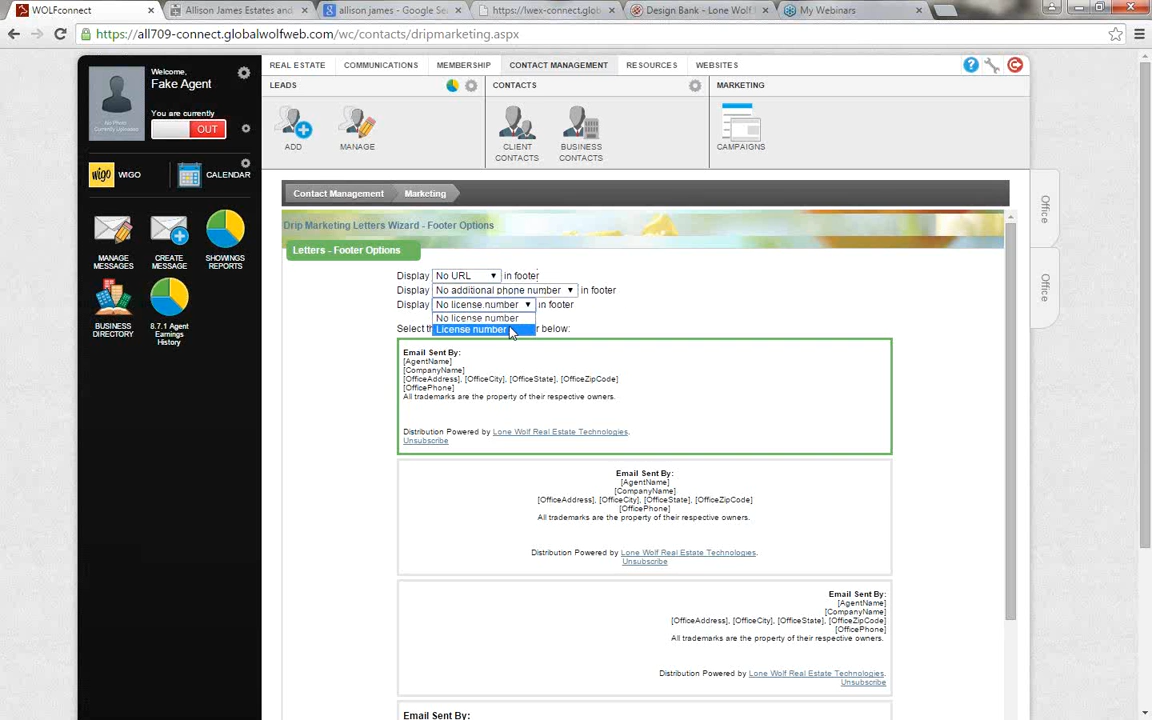 WOLFconnect
Allison James Estates and
allison james - Google Se
https://lwex-connect.glob
Design Bank - Lone Wolf
My Webinars
https://all709-connect.globalwolfweb.com/wc/contacts/dripmarketing.aspx
Welcome,
Fake Agent
No Photo
Currently Uploaded
You are currently
OUT
wigo
WIGO
CALENDAR
MANAGE
MESSAGES
CREATE
MESSAGE
SHOWINGS
REPORTS
BUSINESS
DIRECTORY
8.7.1 Agent
Earnings
History
REAL ESTATE
COMMUNICATIONS
MEMBERSHIP
CONTACT MANAGEMENT
RESOURCES
WEBSITES
LEADS
CONTACTS
MARKETING
ADD
MANAGE
CLIENT
CONTACTS
BUSINESS
CONTACTS
CAMPAIGNS
Contact Management
Marketing
Office
Office
Drip Marketing Letters Wizard - Footer Options
Letters - Footer Options
Display No URL in footer
Display No additional phone number in footer
Display No license number in footer
No license number
License number
Select th
r below:
Email Sent By:
[AgentName]
[CompanyName]
[OfficeAddress], [OfficeCity], [OfficeState], [OfficeZipCode]
[OfficePhone]
All trademarks are the property of their respective owners.
Distribution Powered by Lone Wolf Real Estate Technologies.
Unsubscribe
Email Sent By:
[AgentName]
[CompanyName]
[OfficeAddress], [OfficeCity], [OfficeState], [OfficeZipCode]
[OfficePhone]
All trademarks are the property of their respective owners.
Distribution Powered by Lone Wolf Real Estate Technologies.
Unsubscribe
Email Sent By:
[AgentName]
[CompanyName]
[OfficeAddress], [OfficeCity], [OfficeState], [OfficeZipCode]
[OfficePhone]
All trademarks are the property of their respective owners.
Distribution Powered by Lone Wolf Real Estate Technologies.
Unsubscribe
Email Sent By: